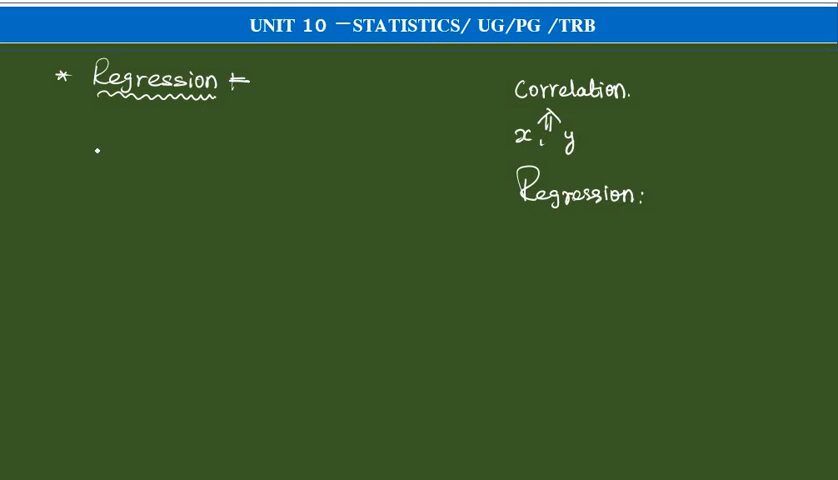 UNIT 10 –STATISTICS/ UG/PG /TRB
* Regression :-
Correlation.
x, y
Regression: